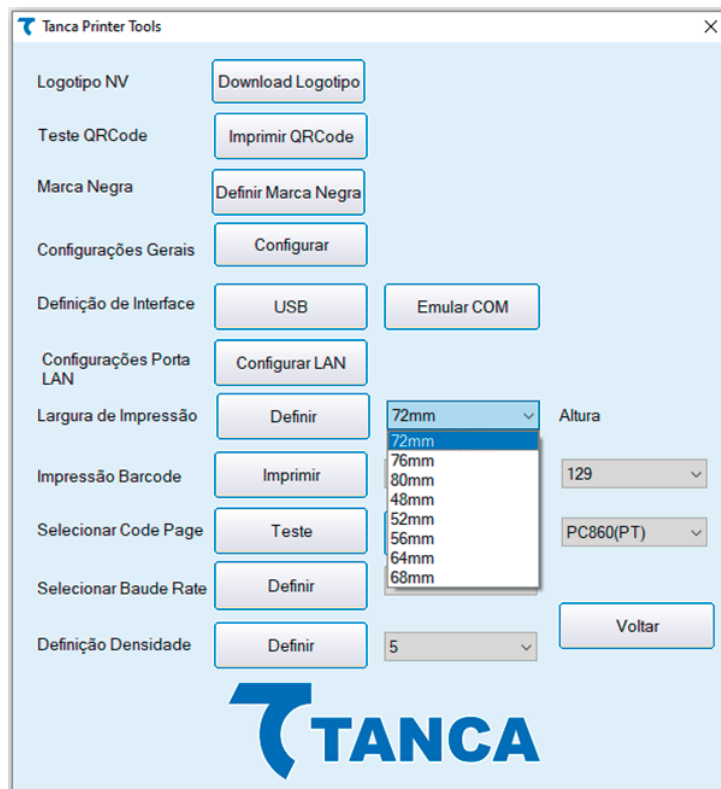 Tanca Printer Tools
Logotipo NV
Download Logotipo
Teste QRCode
Imprimir QRCode
Marca Negra
Definir Marca Negra
Configurações Gerais
Configurar
Definição de Interface
USB
Emular COM
Configurações Porta
LAN
Configurar LAN
Largura de Impressão
Definir
72mm
Altura
72mm
76mm
80mm
48mm
52mm
56mm
64mm
68mm
Impressão Barcode
Imprimir
129
Selecionar Code Page
Teste
PC860(PT)
Selecionar Baude Rate
Definir
Voltar
Definição Densidade
Definir
5
TANCA